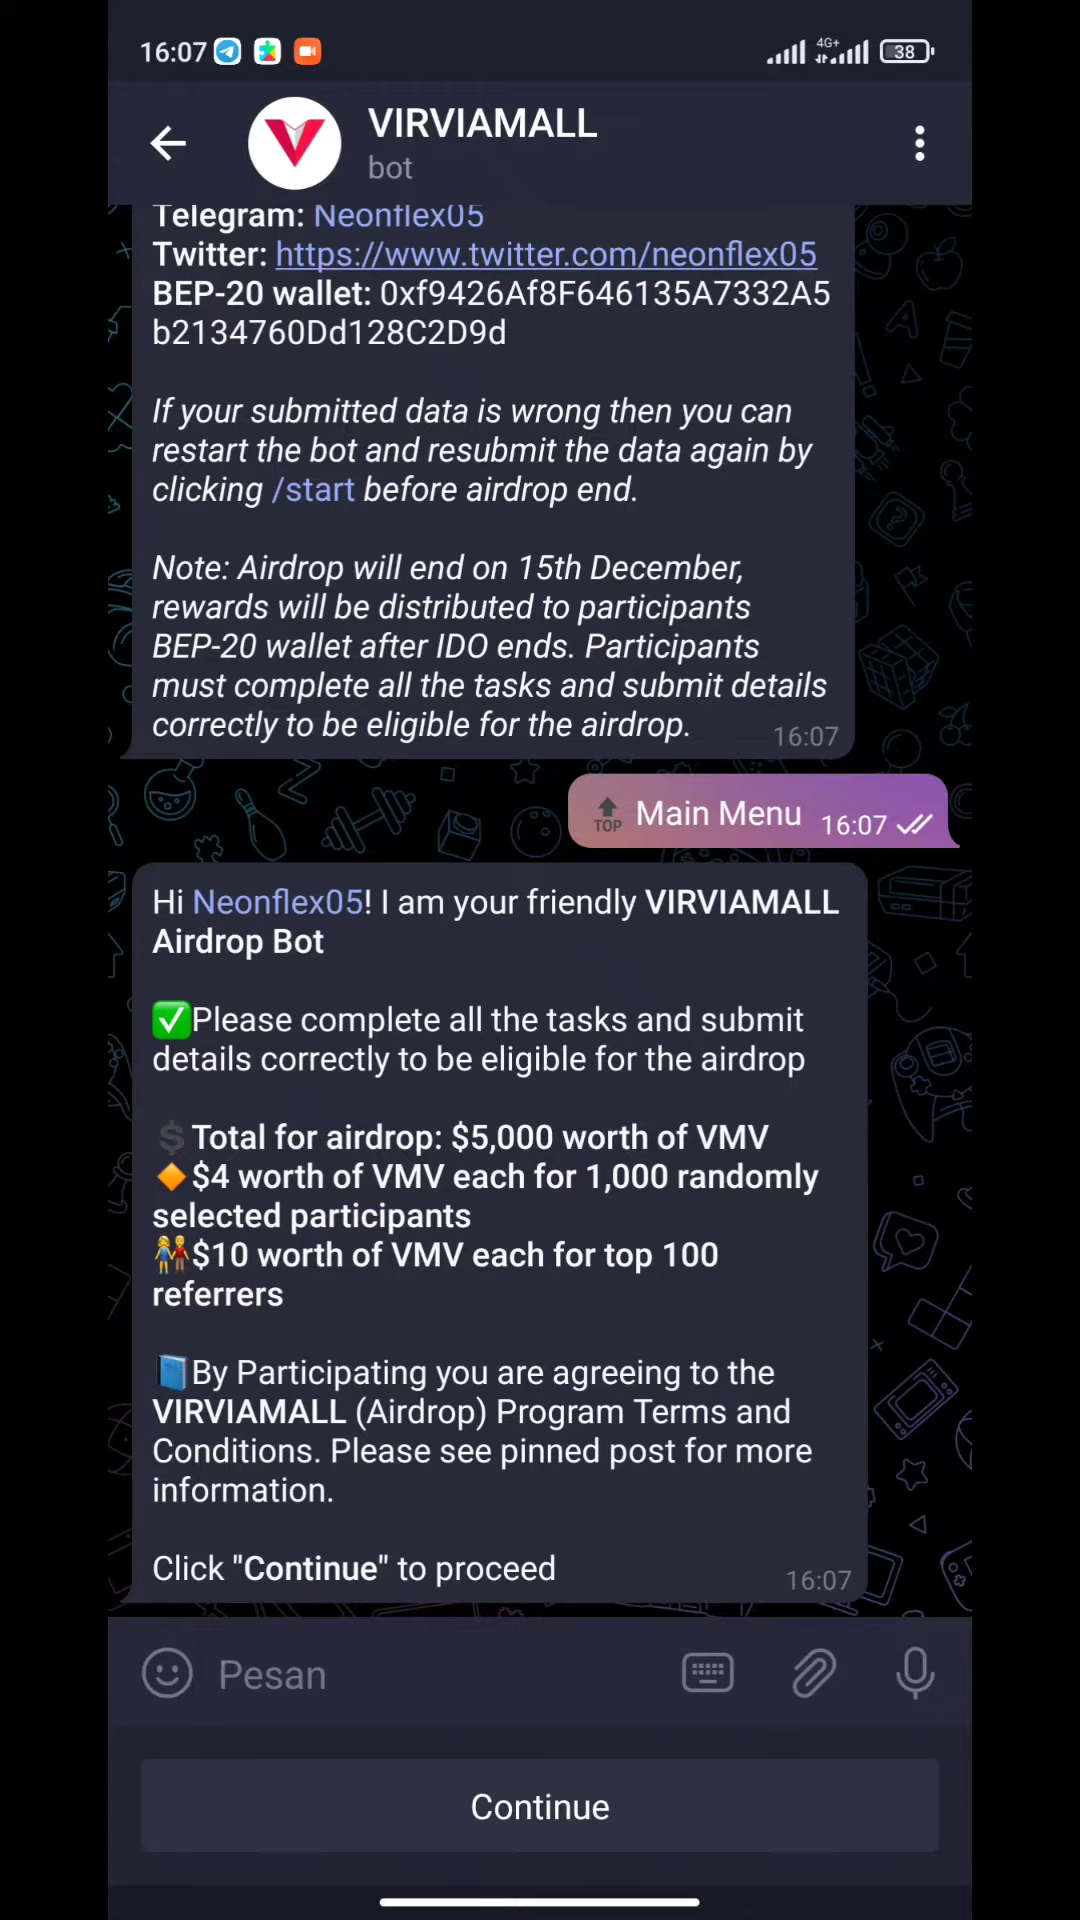 16:07 4G+ 38
VIRVIAMALL
bot
Telegram: Neonflex05
Twitter: https://www.twitter.com/neonflex05
BEP-20 wallet: 0xf9426Af8F646135A7332A5
b2134760Dd128C2D9d
If your submitted data is wrong then you can
restart the bot and resubmit the data again by
clicking /start before airdrop end.
Note: Airdrop will end on 15th December,
rewards will be distributed to participants
BEP-20 wallet after IDO ends. Participants
must complete all the tasks and submit details
correctly to be eligible for the airdrop.
16:07
TOP Main Menu 16:07
Hi Neonflex05! I am your friendly VIRVIAMALL
Airdrop Bot
✅Please complete all the tasks and submit
details correctly to be eligible for the airdrop
💲Total for airdrop: $5,000 worth of VMV
🔶$4 worth of VMV each for 1,000 randomly
selected participants
👫$10 worth of VMV each for top 100
referrers
📘By Participating you are agreeing to the
VIRVIAMALL (Airdrop) Program Terms and
Conditions. Please see pinned post for more
information.
Click "Continue" to proceed
16:07
Pesan
Continue